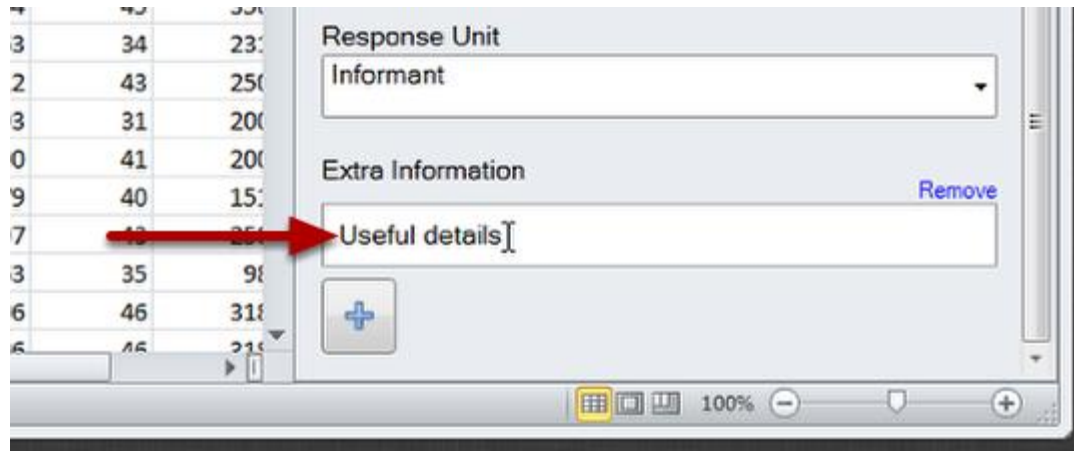 Response Unit
34
Informant
43
31
41
Extra Information
40
Remove
Useful details
35
46
100%